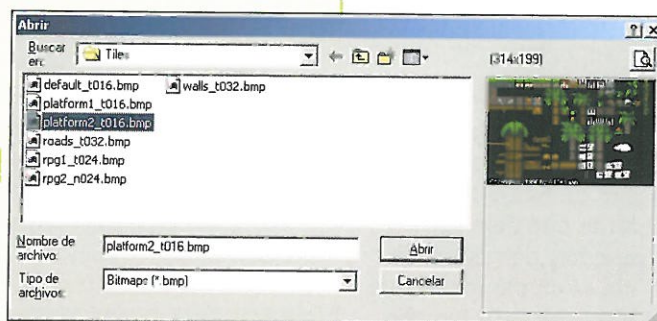 Abrir
Buscar en: Tiles (314x199)
default_t016.bmp walls_t032.bmp
platform1_t016.bmp
platform2_t016.bmp
roads_t032.bmp
rpg1_t024.bmp
rpg2_n024.bmp
Nombre de archivo: platform2_t016.bmp Abrir
Tipo de archivos: Bitmaps (*.bmp) Cancelar